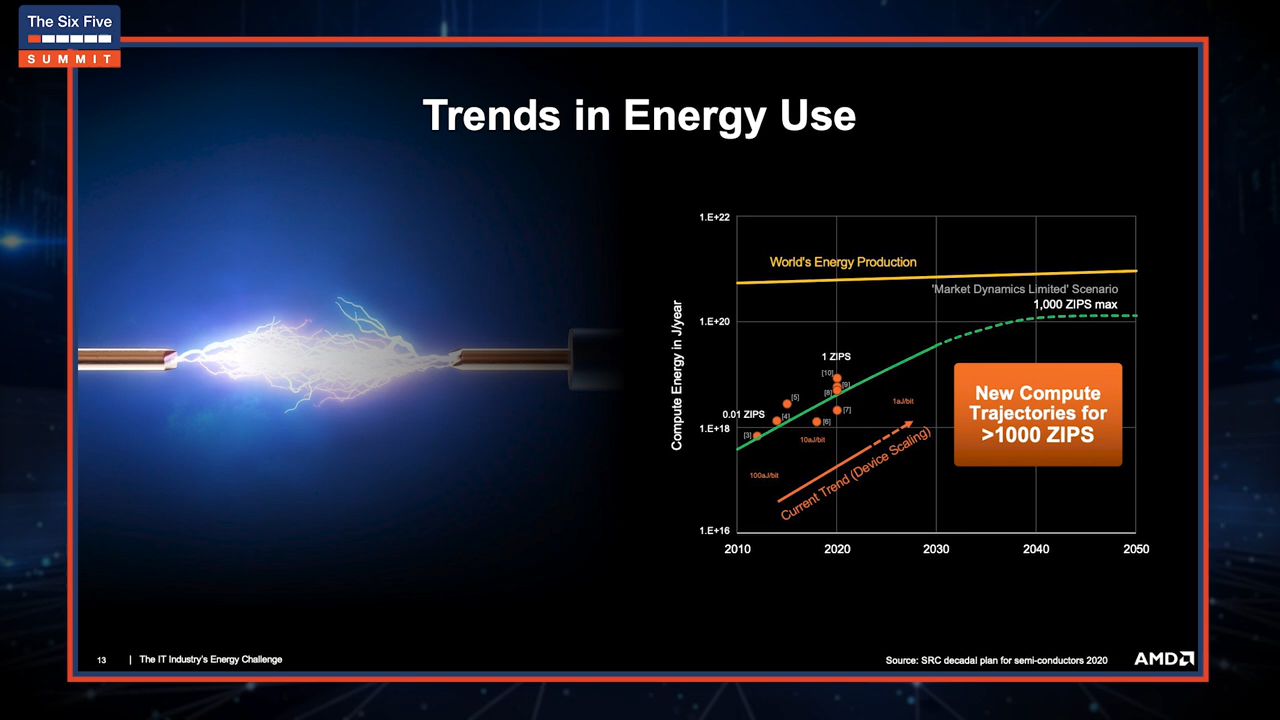 The Six Five
SUMMIT
Trends in Energy Use
1.E+22
1.E+20
1.E+18
1.E+16
Compute Energy in J/year
World's Energy Production
'Market Dynamics Limited' Scenario
1,000 ZIPS max
1 ZIPS
[10]
[9]
[8]
[5]
0.01 ZIPS
[4]
[7]
1aJ/bit
[6]
[3]
10aJ/bit
100aJ/bit
Current Trend (Device Scaling)
New Compute
Trajectories for
>1000 ZIPS
2010
2020
2030
2040
2050
13 | The IT Industry's Energy Challenge
Source: SRC decadal plan for semi-conductors 2020
AMD